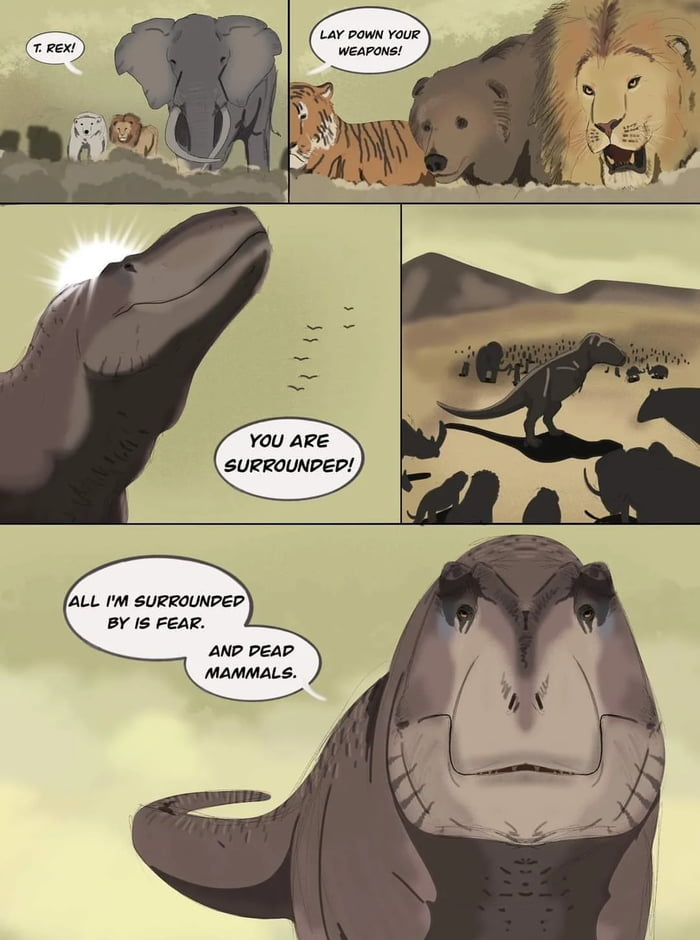 T. REX!
LAY DOWN YOUR
WEAPONS!
YOU ARE
SURROUNDED!
ALL I'M SURROUNDED
BY IS FEAR.
AND DEAD
MAMMALS.